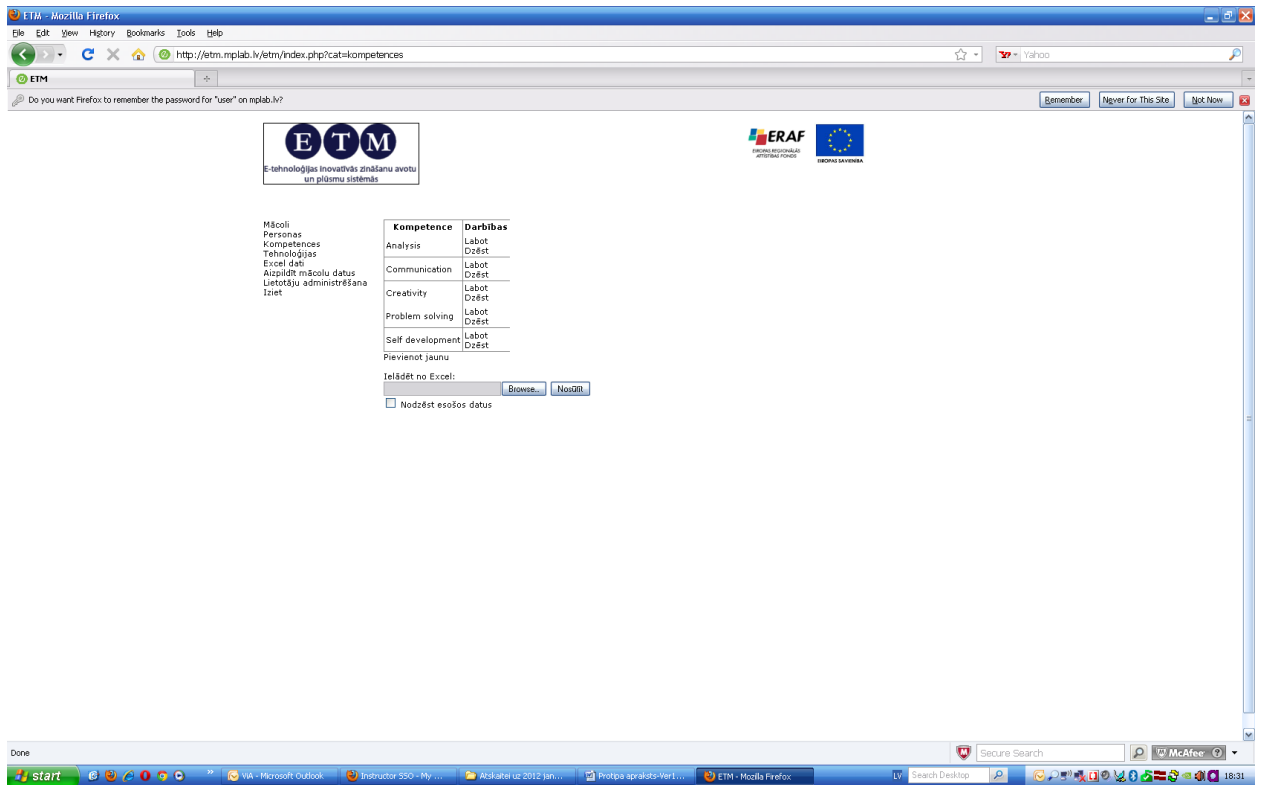 ETM - Mozilla Firefox
File Edit View History Bookmarks Tools Help
http://etm.mplab.lv/etm/index.php?cat=kompetences
Yahoo
ETM
Do you want Firefox to remember the password for "user" on mplab.lv?
Remember Never for This Site Not Now
E T M
E-tehnoloģijas inovatīvās zināšanu avotu
un plūsmu sistēmās
ERAF
EIROPAS REĢIONĀLĀS
ATTĪSTĪBAS FONDS
EIROPAS SAVIENĪBA
Mācoli
Personas
Kompetences
Tehnoloģijas
Excel dati
Aizpildīt mācolu datus
Lietotāju administrēšana
Iziet
Kompetence Darbības
Analysis Labot
Dzēst
Communication Labot
Dzēst
Creativity Labot
Dzēst
Problem solving Labot
Dzēst
Self development Labot
Dzēst
Pievienot jaunu
Ielādēt no Excel:
Browse... Nosūtīt
Nodzēst esošos datus
Done
Secure Search McAfee
start
ViA - Microsoft Outlook
Instructor SSO - My ...
Atskaitei uz 2012 jan...
Protipa apraksts-Ver1...
ETM - Mozilla Firefox
LV
Search Desktop
18:31